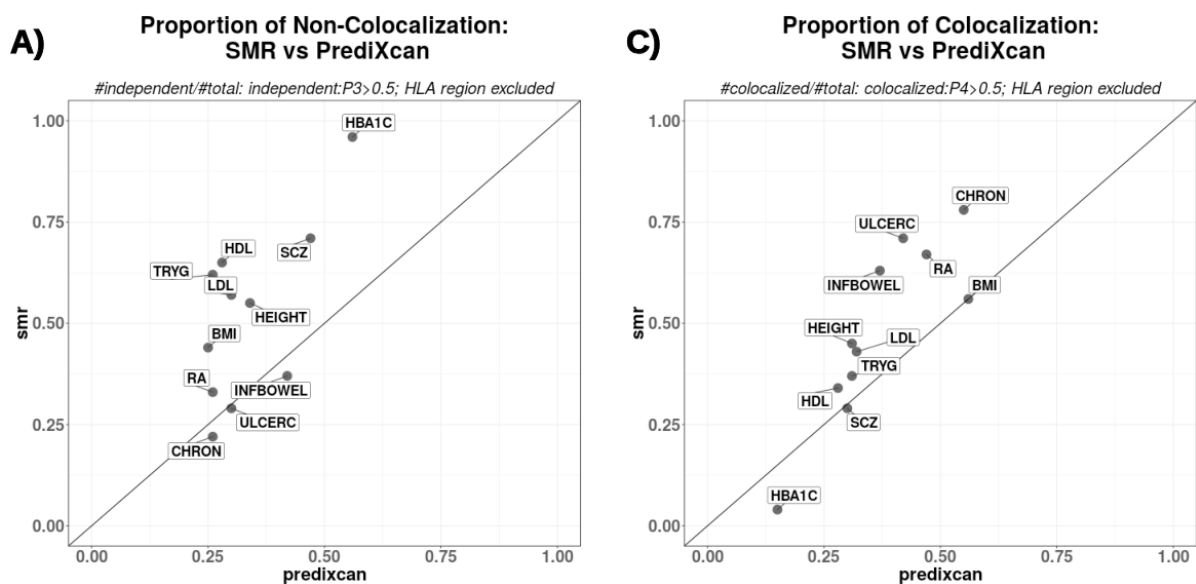 A)
Proportion of Non-Colocalization:
SMR vs PrediXcan
#independent/#total: independent:P3>0.5; HLA region excluded
1.00
0.75
0.50
0.25
0.00
smr
HBA1C
SCZ
HDL
TRYG
LDL
HEIGHT
BMI
RA
INFBOWEL
ULCERC
CHRON
0.00 0.25 0.50 0.75 1.00
predixcan
C)
Proportion of Colocalization:
SMR vs PrediXcan
#colocalized/#total: colocalized:P4>0.5; HLA region excluded
1.00
0.75
0.50
0.25
0.00
smr
CHRON
ULCERC
RA
INFBOWEL
BMI
HEIGHT
LDL
TRYG
HDL
SCZ
HBA1C
0.00 0.25 0.50 0.75 1.00
predixcan